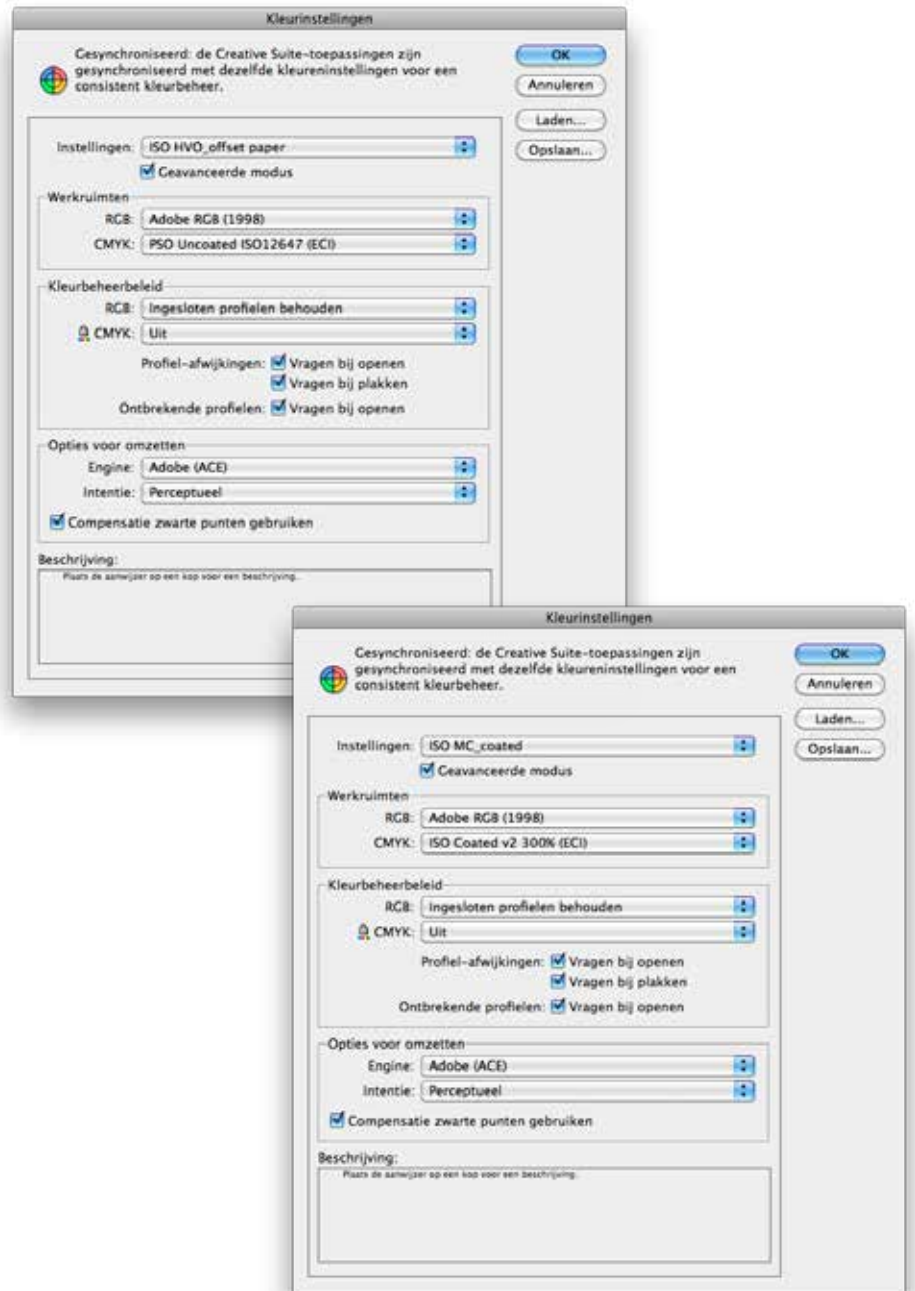 Kleurinstellingen
Gesynchroniseerd: de Creative Suite-toepassingen zijn
gesynchroniseerd met dezelfde kleureninstellingen voor een
consistent kleurbeheer.
OK
Annuleren
Laden...
Opslaan...
Instellingen: ISO HVO_offset paper
Geavanceerde modus
Werkruimten
RGB: Adobe RGB (1998)
CMYK: PSO Uncoated ISO12647 (ECI)
Kleurbeheerbeleid
RGB: Ingesloten profielen behouden
CMYK: Uit
Profiel-afwijkingen: Vragen bij openen
Vragen bij plakken
Ontbrekende profielen: Vragen bij openen
Opties voor omzetten
Engine: Adobe (ACE)
Intentie: Perceptueel
Compensatie zwarte punten gebruiken
Beschrijving:
Plaats de aanwijzer op een kop voor een beschrijving.
Kleurinstellingen
Gesynchroniseerd: de Creative Suite-toepassingen zijn
gesynchroniseerd met dezelfde kleureninstellingen voor een
consistent kleurbeheer.
OK
Annuleren
Laden...
Opslaan...
Instellingen: ISO MC_coated
Geavanceerde modus
Werkruimten
RGB: Adobe RGB (1998)
CMYK: ISO Coated v2 300% (ECI)
Kleurbeheerbeleid
RGB: Ingesloten profielen behouden
CMYK: Uit
Profiel-afwijkingen: Vragen bij openen
Vragen bij plakken
Ontbrekende profielen: Vragen bij openen
Opties voor omzetten
Engine: Adobe (ACE)
Intentie: Perceptueel
Compensatie zwarte punten gebruiken
Beschrijving:
Plaats de aanwijzer op een kop voor een beschrijving.